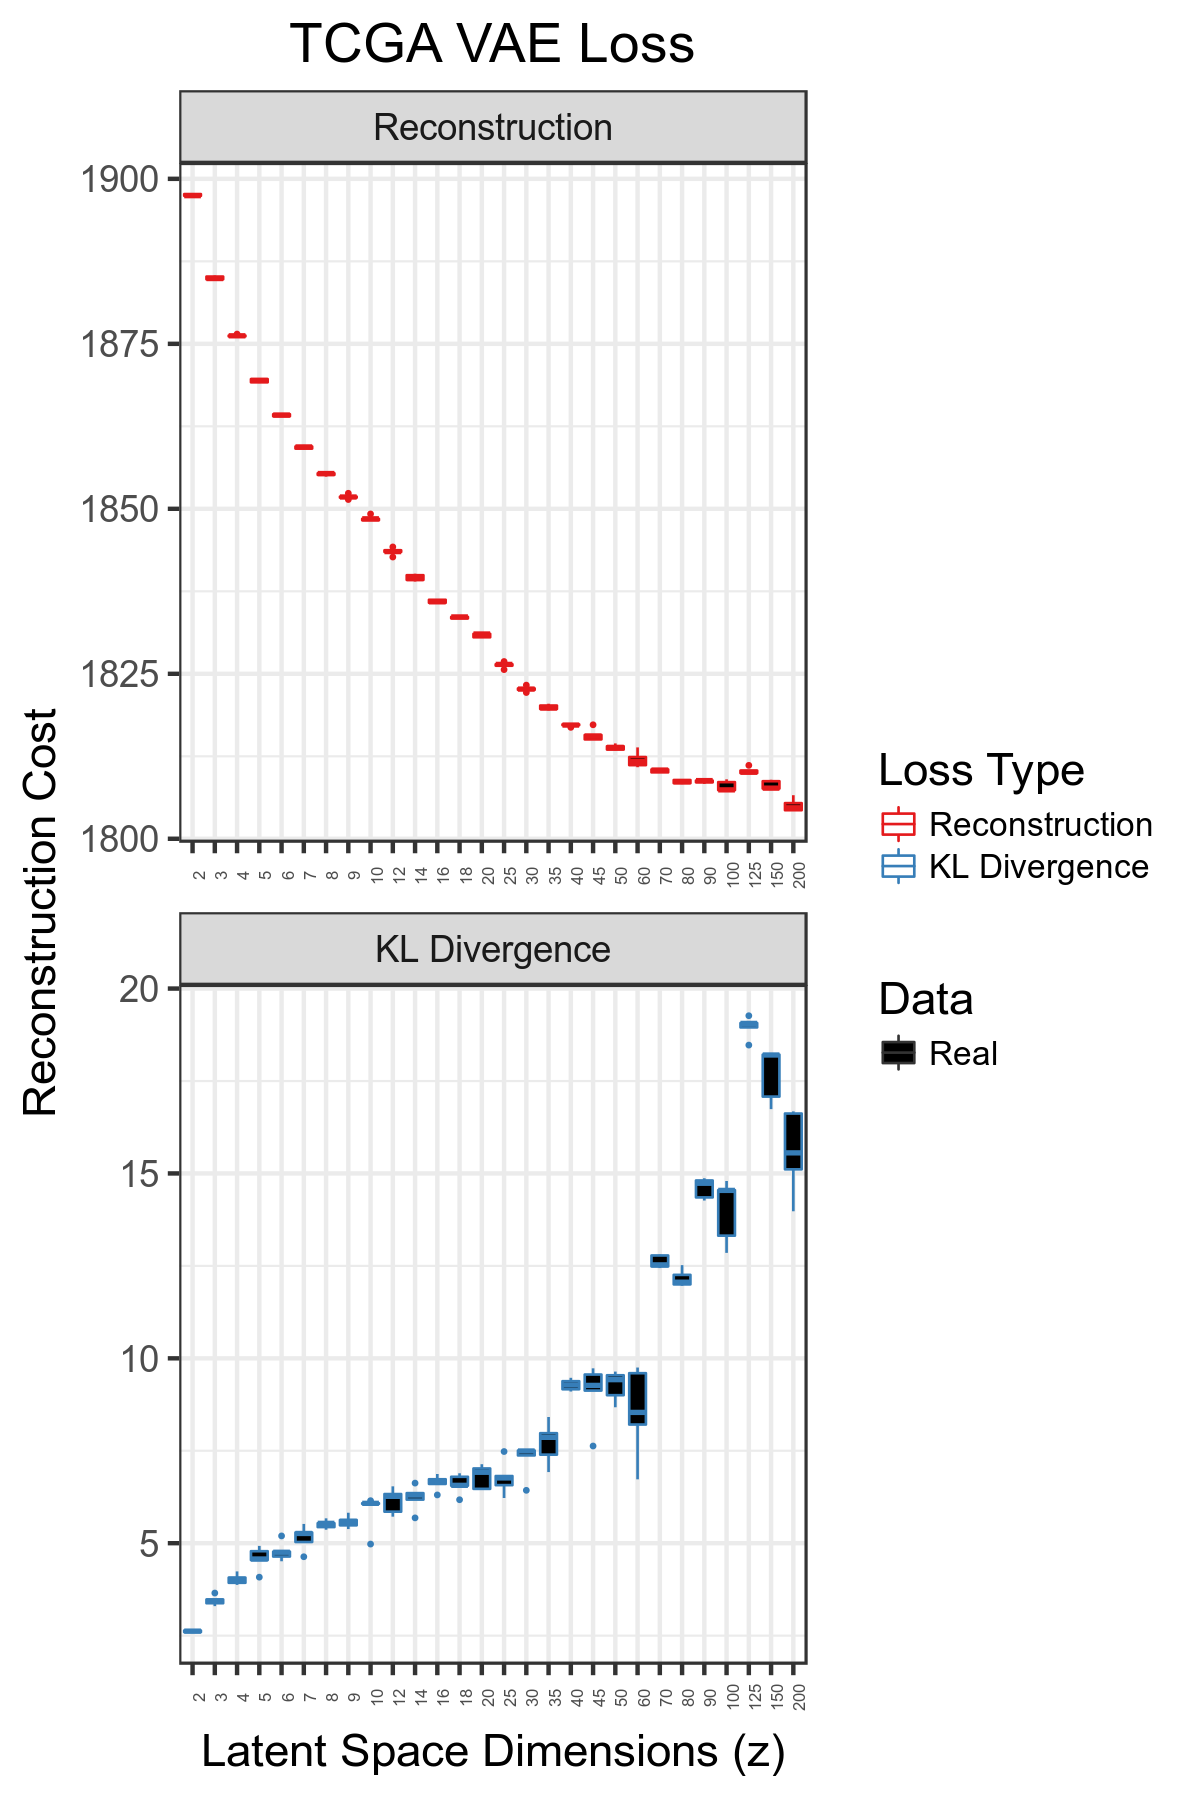 TCGA VAE Loss
Reconstruction
1900
1875
1850
1825
1800
2 3 4 5 6 7 8 9 10 12 14 16 18 20 25 30 35 40 45 50 60 70 80 90 100 125 150 200
KL Divergence
20
15
10
5
2 3 4 5 6 7 8 9 10 12 14 16 18 20 25 30 35 40 45 50 60 70 80 90 100 125 150 200
Latent Space Dimensions (z)
Reconstruction Cost
Loss Type
Reconstruction
KL Divergence
Data
Real